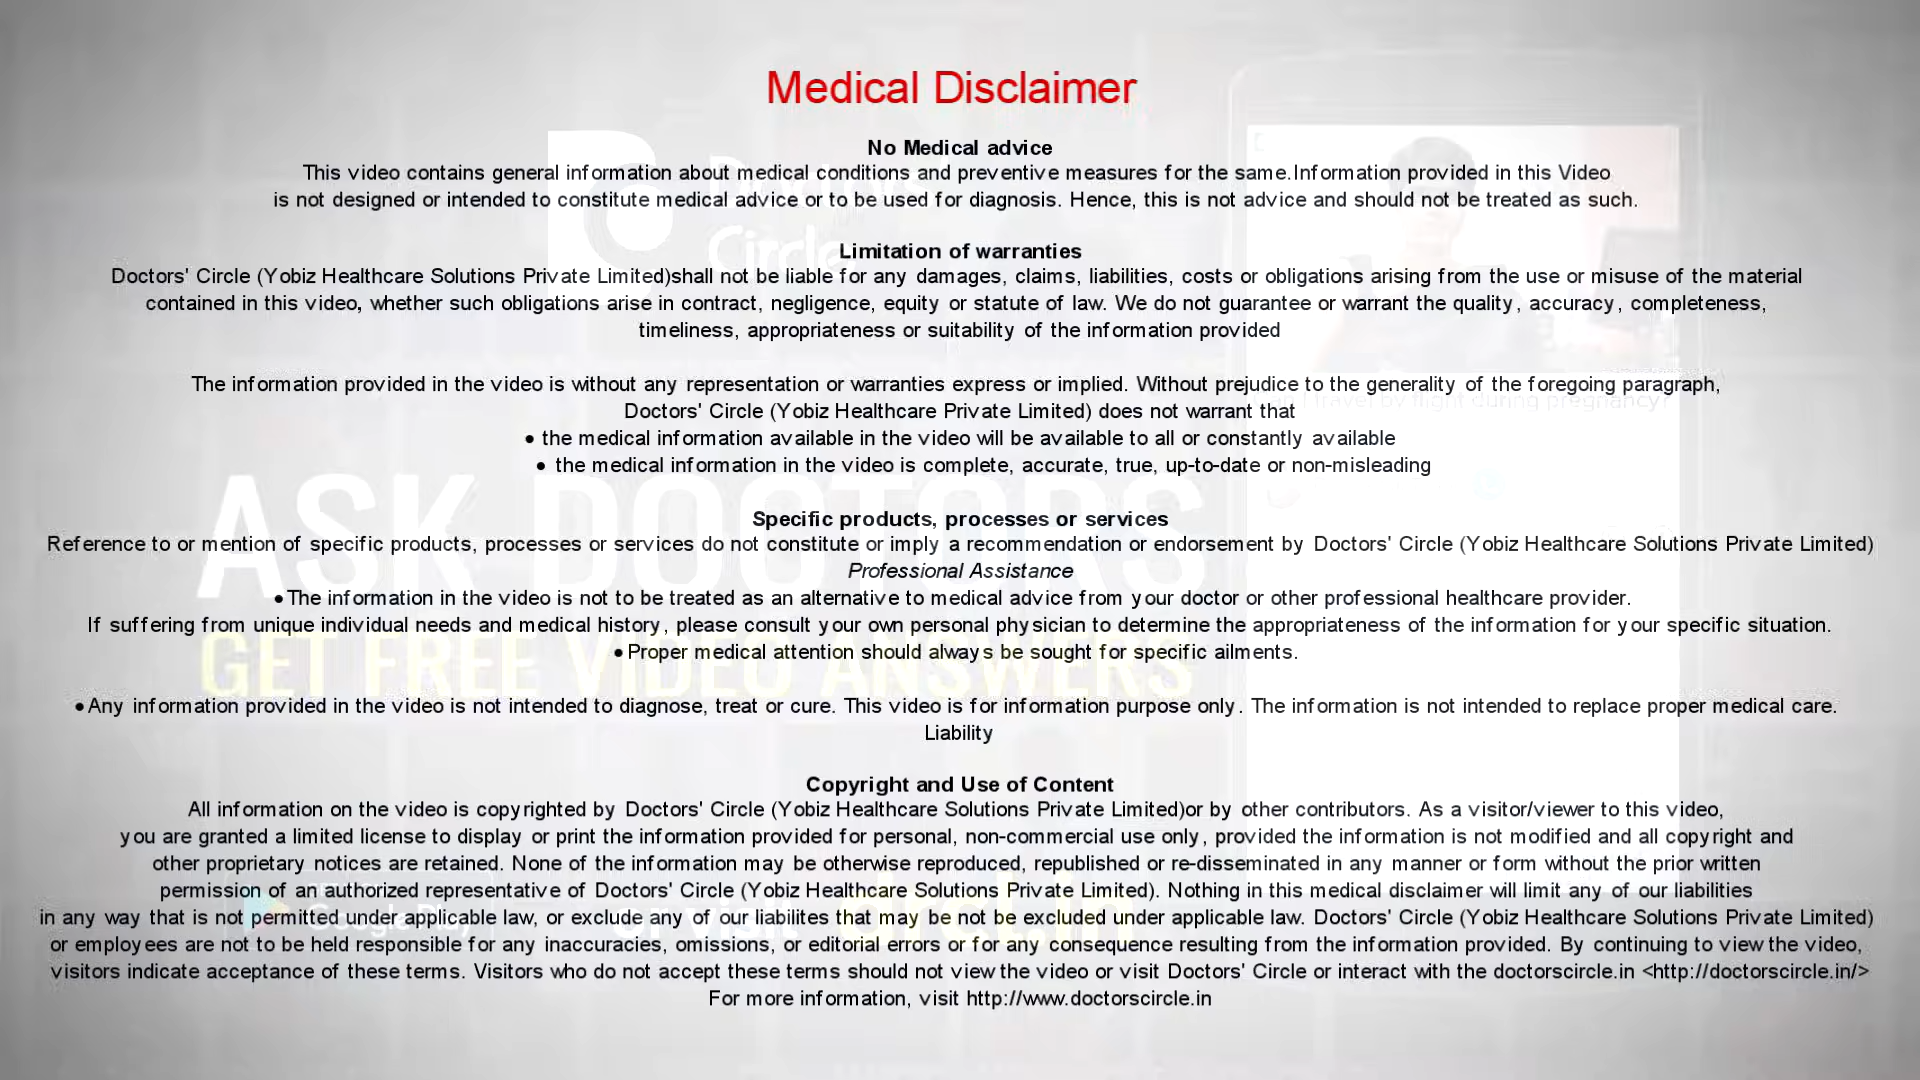 Medical Disclaimer
No Medical advice
This video contains general information about medical conditions and preventive measures for the same.Information provided in this Video
is not designed or intended to constitute medical advice or to be used for diagnosis. Hence, this is not advice and should not be treated as such.
Limitation of warranties
Doctors' Circle (Yobiz Healthcare Solutions Private Limited)shall not be liable for any damages, claims, liabilities, costs or obligations arising from the use or misuse of the material
contained in this video, whether such obligations arise in contract, negligence, equity or statute of law. We do not guarantee or warrant the quality, accuracy, completeness,
timeliness, appropriateness or suitability of the information provided
The information provided in the video is without any representation or warranties express or implied. Without prejudice to the generality of the foregoing paragraph,
Doctors' Circle (Yobiz Healthcare Private Limited) does not warrant that
• the medical information available in the video will be available to all or constantly available
• the medical information in the video is complete, accurate, true, up-to-date or non-misleading
Specific products, processes or services
Reference to or mention of specific products, processes or services do not constitute or imply a recommendation or endorsement by Doctors' Circle (Yobiz Healthcare Solutions Private Limited)
Professional Assistance
•The information in the video is not to be treated as an alternative to medical advice from your doctor or other professional healthcare provider.
If suffering from unique individual needs and medical history, please consult your own personal physician to determine the appropriateness of the information for your specific situation.
•Proper medical attention should always be sought for specific ailments.
•Any information provided in the video is not intended to diagnose, treat or cure. This video is for information purpose only. The information is not intended to replace proper medical care.
Liability
Copyright and Use of Content
All information on the video is copyrighted by Doctors' Circle (Yobiz Healthcare Solutions Private Limited)or by other contributors. As a visitor/viewer to this video,
you are granted a limited license to display or print the information provided for personal, non-commercial use only, provided the information is not modified and all copyright and
other proprietary notices are retained. None of the information may be otherwise reproduced, republished or re-disseminated in any manner or form without the prior written
permission of an authorized representative of Doctors' Circle (Yobiz Healthcare Solutions Private Limited). Nothing in this medical disclaimer will limit any of our liabilities
in any way that is not permitted under applicable law, or exclude any of our liabilites that may be not be excluded under applicable law. Doctors' Circle (Yobiz Healthcare Solutions Private Limited)
or employees are not to be held responsible for any inaccuracies, omissions, or editorial errors or for any consequence resulting from the information provided. By continuing to view the video,
visitors indicate acceptance of these terms. Visitors who do not accept these terms should not view the video or visit Doctors' Circle or interact with the doctorscircle.in <http://doctorscircle.in/>
For more information, visit http://www.doctorscircle.in
Doctors'
Circle
Can I travel by flight during pregnancy?
ASK DOCTORS
GET FREE VIDEO ANSWERS
Google Play
or visit drcl.in